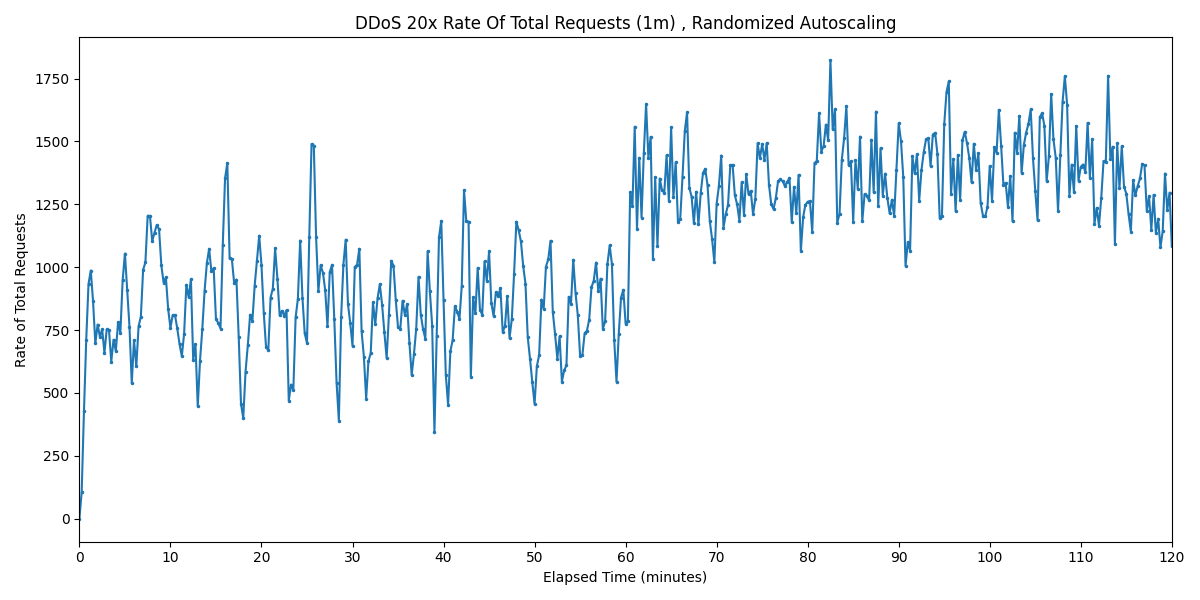 DDoS 20x Rate Of Total Requests (1m) , Randomized Autoscaling
Rate of Total Requests
1750
1500
1250
1000
750
500
250
0
0 10 20 30 40 50 60 70 80 90 100 110 120
Elapsed Time (minutes)